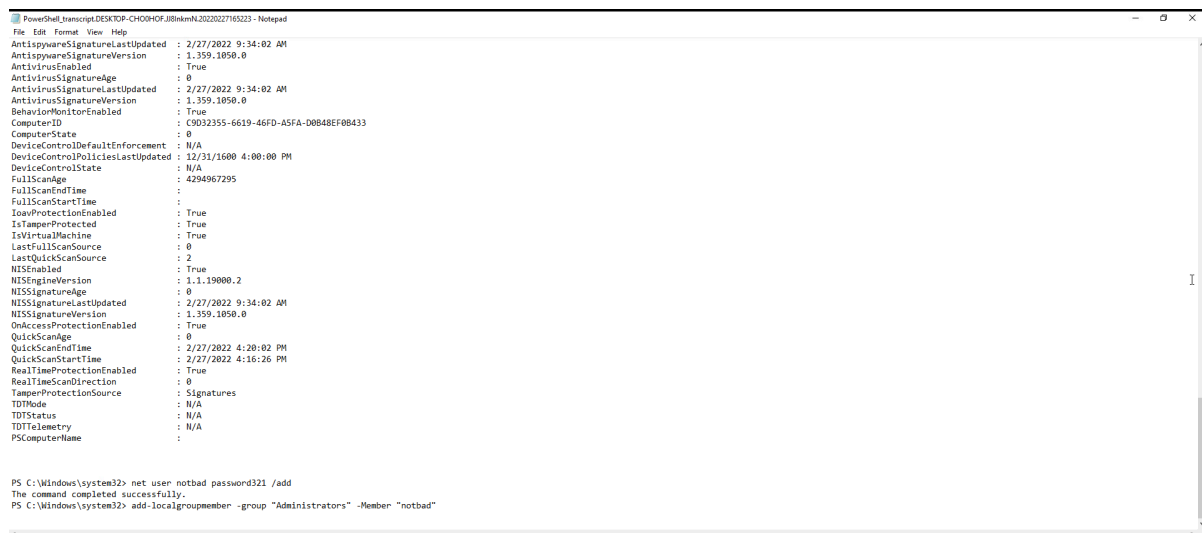 PowerShell_transcript.DESKTOP-CHO0HOF.JJ8InkmN.20220227165223 - Notepad
File Edit Format View Help
AntispywareSignatureLastUpdated : 2/27/2022 9:34:02 AM
AntispywareSignatureVersion : 1.359.1050.0
AntivirusEnabled : True
AntivirusSignatureAge : 0
AntivirusSignatureLastUpdated : 2/27/2022 9:34:02 AM
AntivirusSignatureVersion : 1.359.1050.0
BehaviorMonitorEnabled : True
ComputerID : C9D32355-6619-46FD-A5FA-D0B48EF0B433
ComputerState : 0
DeviceControlDefaultEnforcement : N/A
DeviceControlPoliciesLastUpdated : 12/31/1600 4:00:00 PM
DeviceControlState : N/A
FullScanAge : 4294967295
FullScanEndTime :
FullScanStartTime :
IoavProtectionEnabled : True
IsTamperProtected : True
IsVirtualMachine : True
LastFullScanSource : 0
LastQuickScanSource : 2
NISEnabled : True
NISEngineVersion : 1.1.19000.2
NISSignatureAge : 0
NISSignatureLastUpdated : 2/27/2022 9:34:02 AM
NISSignatureVersion : 1.359.1050.0
OnAccessProtectionEnabled : True
QuickScanAge : 0
QuickScanEndTime : 2/27/2022 4:20:02 PM
QuickScanStartTime : 2/27/2022 4:16:26 PM
RealTimeProtectionEnabled : True
RealTimeScanDirection : 0
TamperProtectionSource : Signatures
TDTMode : N/A
TDTStatus : N/A
TDTTelemetry : N/A
PSComputerName :
PS C:\Windows\system32> net user notbad password321 /add
The command completed successfully.
PS C:\Windows\system32> add-localgroupmember -group "Administrators" -Member "notbad"